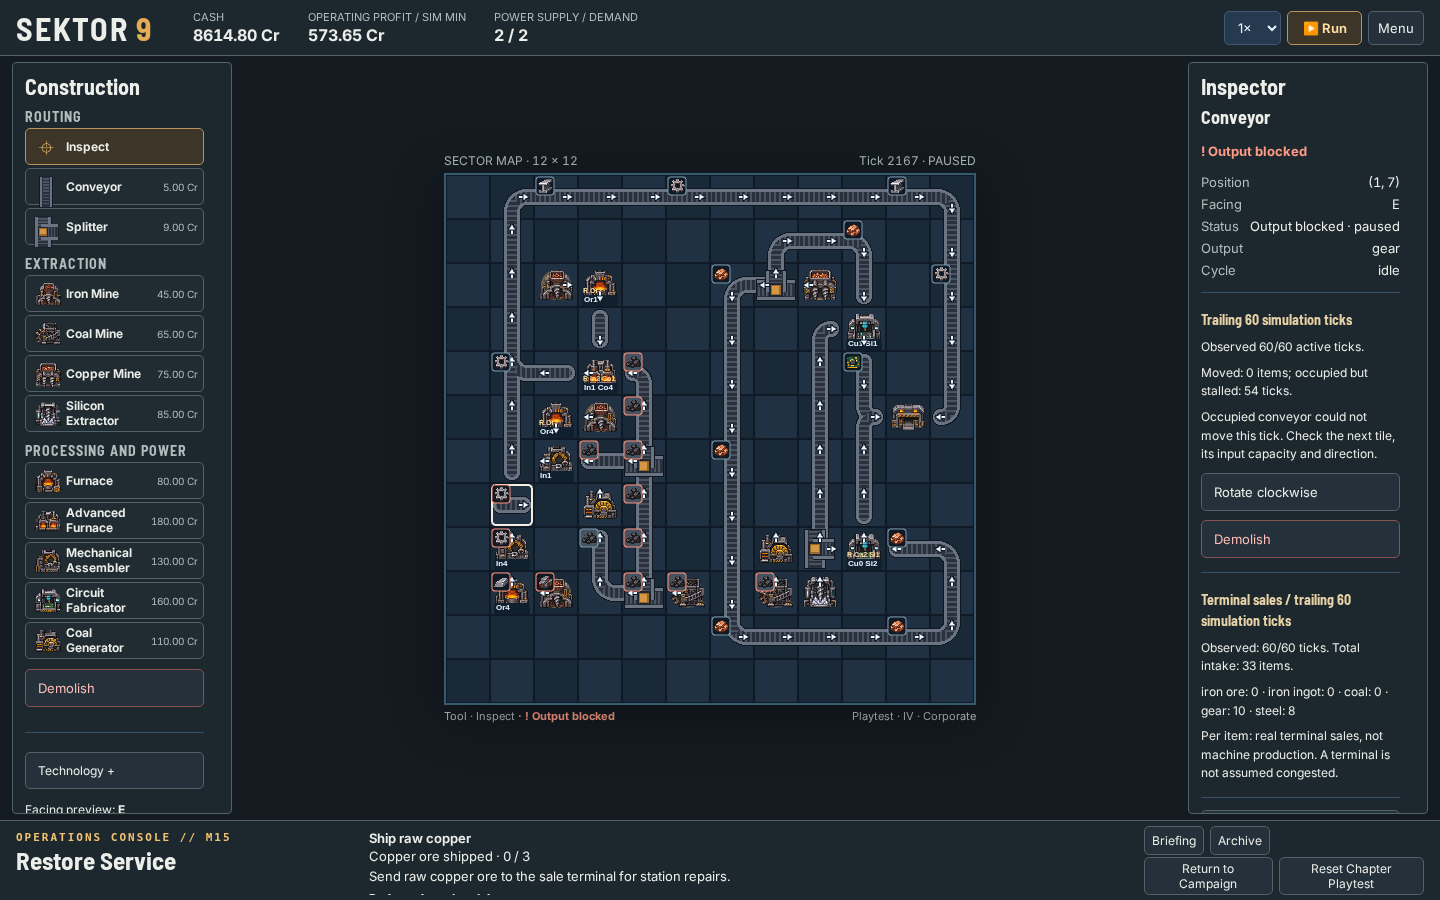 SEKTOR 9
CASH
8614.80 Cr
OPERATING PROFIT / SIM MIN
573.65 Cr
POWER SUPPLY / DEMAND
2 / 2
1×
Run
Menu
Construction
ROUTING
Inspect
Conveyor 5.00 Cr
Splitter 9.00 Cr
EXTRACTION
Iron Mine 45.00 Cr
Coal Mine 65.00 Cr
Copper Mine 75.00 Cr
Silicon
Extractor 85.00 Cr
PROCESSING AND POWER
Furnace 80.00 Cr
Advanced
Furnace 180.00 Cr
Mechanical
Assembler 130.00 Cr
Circuit
Fabricator 160.00 Cr
Coal
Generator 110.00 Cr
Demolish
Technology +
Facing preview: E
SECTOR MAP · 12 × 12
Tick 2167 · PAUSED
Or1
In1 Co4
Or4
In1
In4
Or4
Cu1 Si1
Cu0 Si2
Tool · Inspect · ! Output blocked
Playtest · IV · Corporate
Inspector
Conveyor
! Output blocked
Position (1, 7)
Facing E
Status Output blocked · paused
Output gear
Cycle idle
Trailing 60 simulation ticks
Observed 60/60 active ticks.
Moved: 0 items; occupied but
stalled: 54 ticks.
Occupied conveyor could not
move this tick. Check the next tile,
its input capacity and direction.
Rotate clockwise
Demolish
Terminal sales / trailing 60
simulation ticks
Observed: 60/60 ticks. Total
intake: 33 items.
iron ore: 0 · iron ingot: 0 · coal: 0 ·
gear: 10 · steel: 8
Per item: real terminal sales, not
machine production. A terminal is
not assumed congested.
OPERATIONS CONSOLE // M15
Restore Service
Ship raw copper
Copper ore shipped · 0 / 3
Send raw copper ore to the sale terminal for station repairs.
Briefing
Archive
Return to
Campaign
Reset Chapter
Playtest